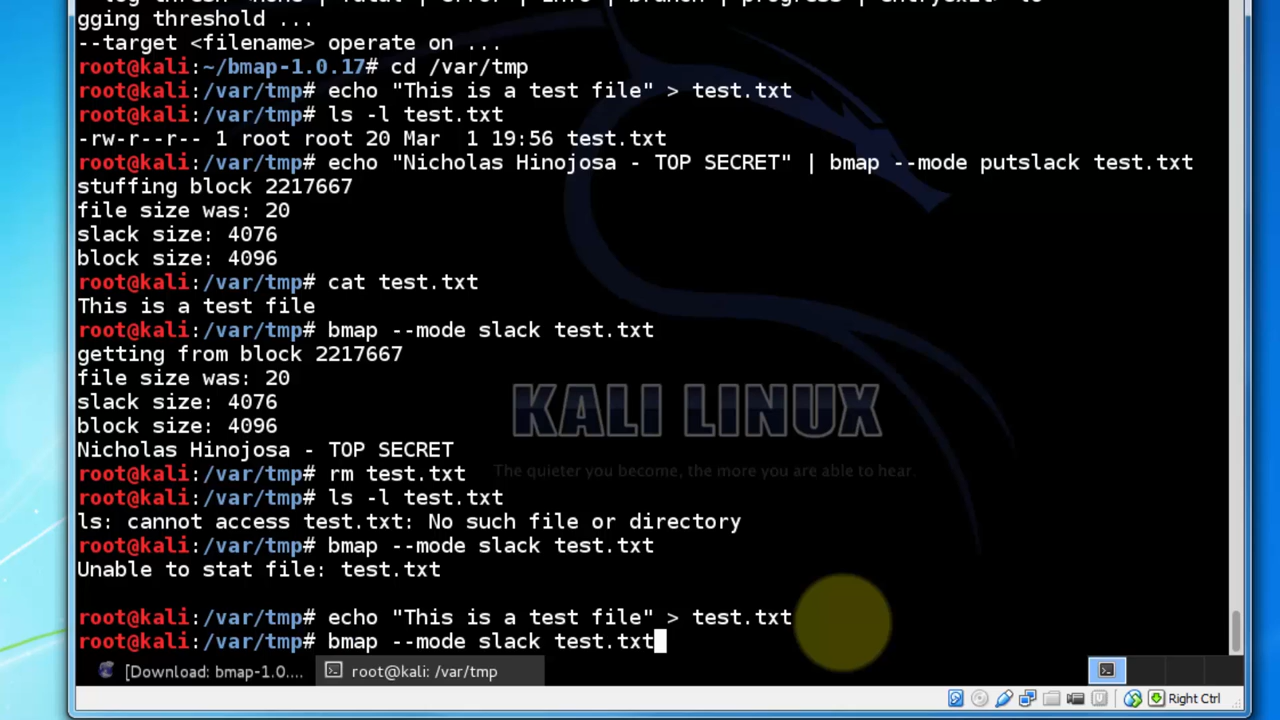 gging threshold ...
--target <filename> operate on ...
root@kali:~/bmap-1.0.17# cd /var/tmp
root@kali:/var/tmp# echo "This is a test file" > test.txt
root@kali:/var/tmp# ls -l test.txt
-rw-r--r-- 1 root root 20 Mar  1 19:56 test.txt
root@kali:/var/tmp# echo "Nicholas Hinojosa - TOP SECRET" | bmap --mode putslack test.txt
stuffing block 2217667
file size was: 20
slack size: 4076
block size: 4096
root@kali:/var/tmp# cat test.txt
This is a test file
root@kali:/var/tmp# bmap --mode slack test.txt
getting from block 2217667
file size was: 20
slack size: 4076
block size: 4096
KALI LINUX
Nicholas Hinojosa - TOP SECRET
The quieter you become, the more you are able to hear.
root@kali:/var/tmp# rm test.txt
root@kali:/var/tmp# ls -l test.txt
ls: cannot access test.txt: No such file or directory
root@kali:/var/tmp# bmap --mode slack test.txt
Unable to stat file: test.txt
root@kali:/var/tmp# echo "This is a test file" > test.txt
root@kali:/var/tmp# bmap --mode slack test.txt
[Download: bmap-1.0....
root@kali: /var/tmp
Right Ctrl